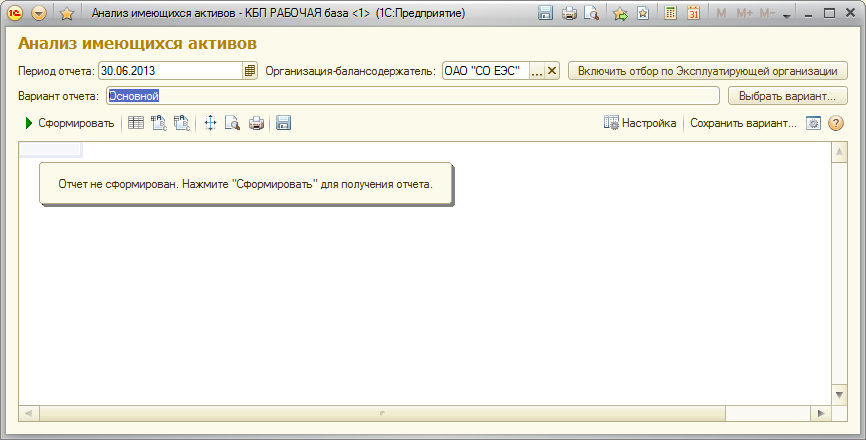 Анализ имеющихся активов - КБП РАБОЧАЯ база <1> (1С:Предприятие)
M M+ M-
Анализ имеющихся активов
Период отчета: 30.06.2013 Организация-балансодержатель: ОАО "СО ЕЭС" ... Включить отбор по Эксплуатирующей организации
Вариант отчета: Основной Выбрать вариант...
Сформировать Настройка Сохранить вариант... ?
Отчет не сформирован. Нажмите "Сформировать" для получения отчета.